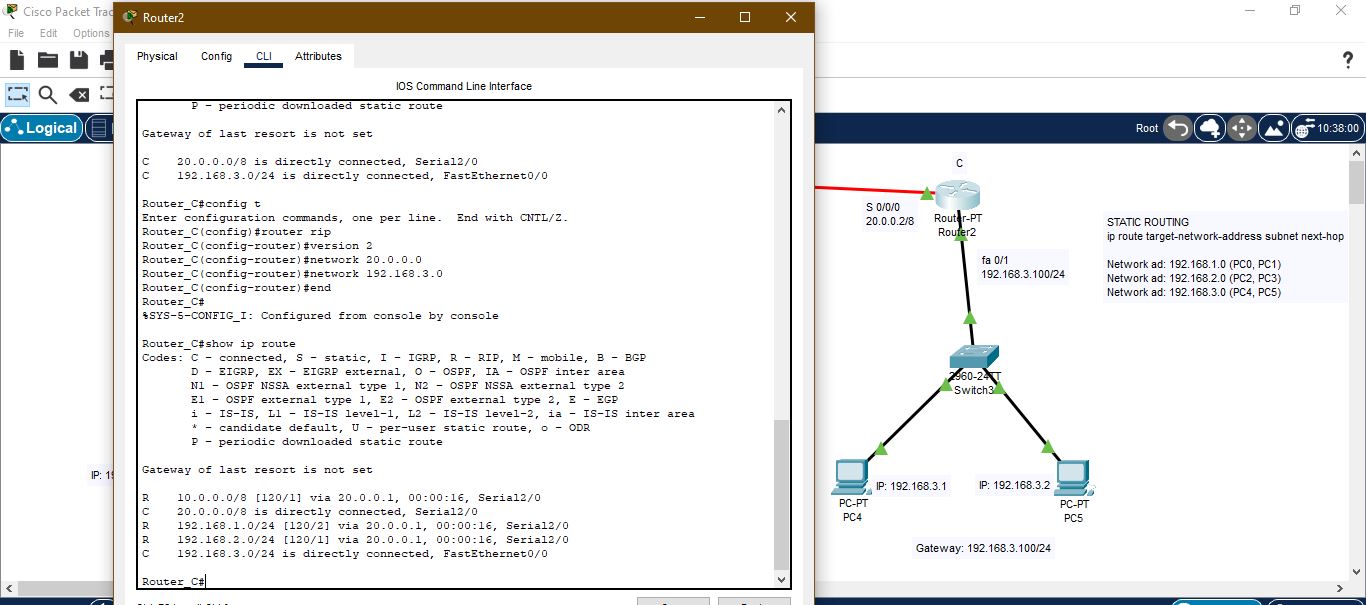 Cisco Packet Trac
Router2
File Edit Options
Physical Config CLI Attributes
IOS Command Line Interface
P - periodic downloaded static route
Gateway of last resort is not set
C 20.0.0.0/8 is directly connected, Serial2/0
C 192.168.3.0/24 is directly connected, FastEthernet0/0
Router_C#config t
Enter configuration commands, one per line. End with CNTL/Z.
Router_C(config)#router rip
Router_C(config-router)#version 2
Router_C(config-router)#network 20.0.0.0
Router_C(config-router)#network 192.168.3.0
Router_C(config-router)#end
Router_C#
%SYS-5-CONFIG_I: Configured from console by console
Router_C#show ip route
Codes: C - connected, S - static, I - IGRP, R - RIP, M - mobile, B - BGP
D - EIGRP, EX - EIGRP external, O - OSPF, IA - OSPF inter area
N1 - OSPF NSSA external type 1, N2 - OSPF NSSA external type 2
E1 - OSPF external type 1, E2 - OSPF external type 2, E - EGP
i - IS-IS, L1 - IS-IS level-1, L2 - IS-IS level-2, ia - IS-IS inter area
* - candidate default, U - per-user static route, o - ODR
P - periodic downloaded static route
Gateway of last resort is not set
R 10.0.0.0/8 [120/1] via 20.0.0.1, 00:00:16, Serial2/0
C 20.0.0.0/8 is directly connected, Serial2/0
R 192.168.1.0/24 [120/2] via 20.0.0.1, 00:00:16, Serial2/0
R 192.168.2.0/24 [120/1] via 20.0.0.1, 00:00:16, Serial2/0
C 192.168.3.0/24 is directly connected, FastEthernet0/0
Router_C#
Logical
IP: 19
Root
10:38:00
C
S 0/0/0
20.0.0.2/8
Router-PT
Router2
fa 0/1
192.168.3.100/24
STATIC ROUTING
ip route target-network-address subnet next-hop
Network ad: 192.168.1.0 (PC0, PC1)
Network ad: 192.168.2.0 (PC2, PC3)
Network ad: 192.168.3.0 (PC4, PC5)
2960-24TT
Switch3
IP: 192.168.3.1
IP: 192.168.3.2
PC-PT
PC4
PC-PT
PC5
Gateway: 192.168.3.100/24